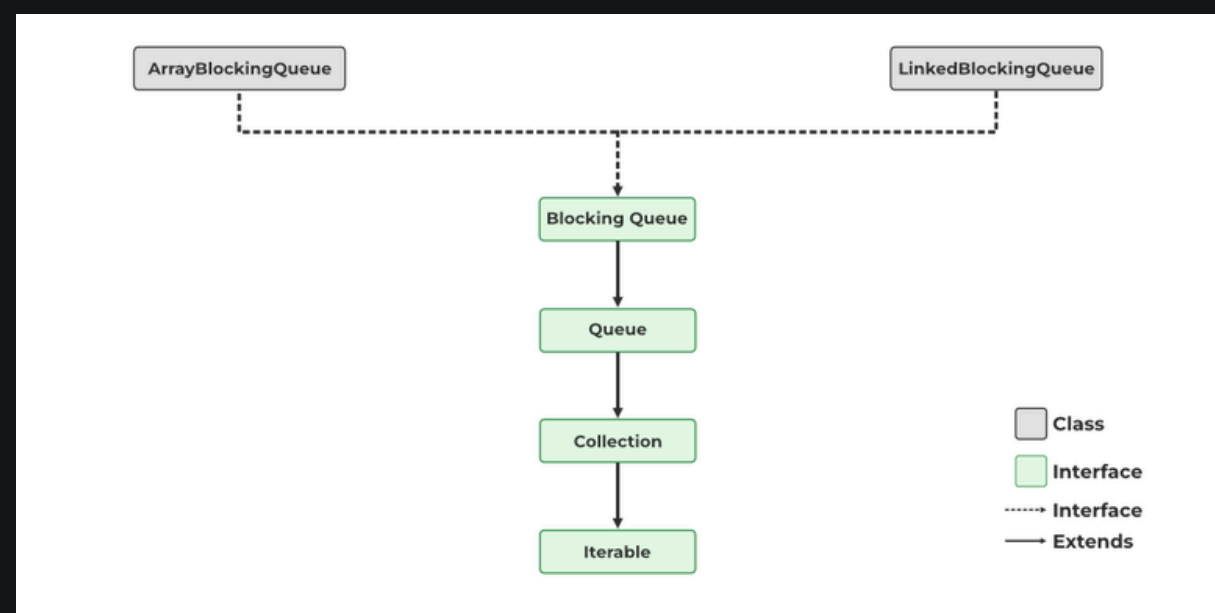 ArrayBlockingQueue
LinkedBlockingQueue
Blocking Queue
Queue
Collection
Iterable
Class
Interface
Interface
Extends